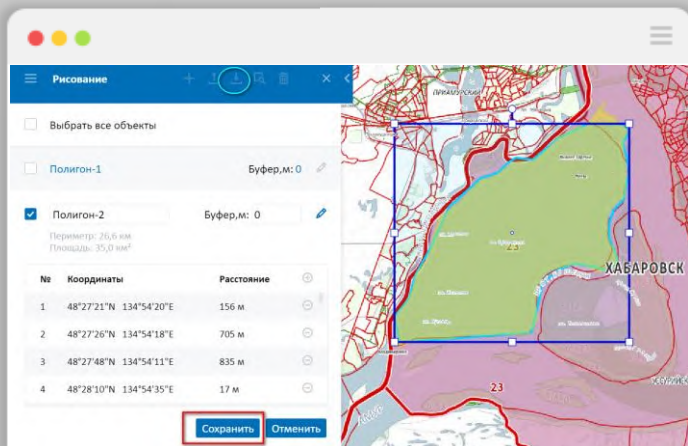 Рисование
Выбрать все объекты
Полигон-1 Буфер,м: 0
Полигон-2 Буфер,м: 0
Периметр: 26,6 км
Площадь: 35,0 км²
№ Координаты Расстояние
1 48°27'21"N 134°54'20"E 156 м
2 48°27'26"N 134°54'18"E 705 м
3 48°27'48"N 134°54'11"E 835 м
4 48°28'10"N 134°54'35"E 17 м
Сохранить Отменить
ПРИАМУРСКИЙ
23
ХАБАРОВСК
23